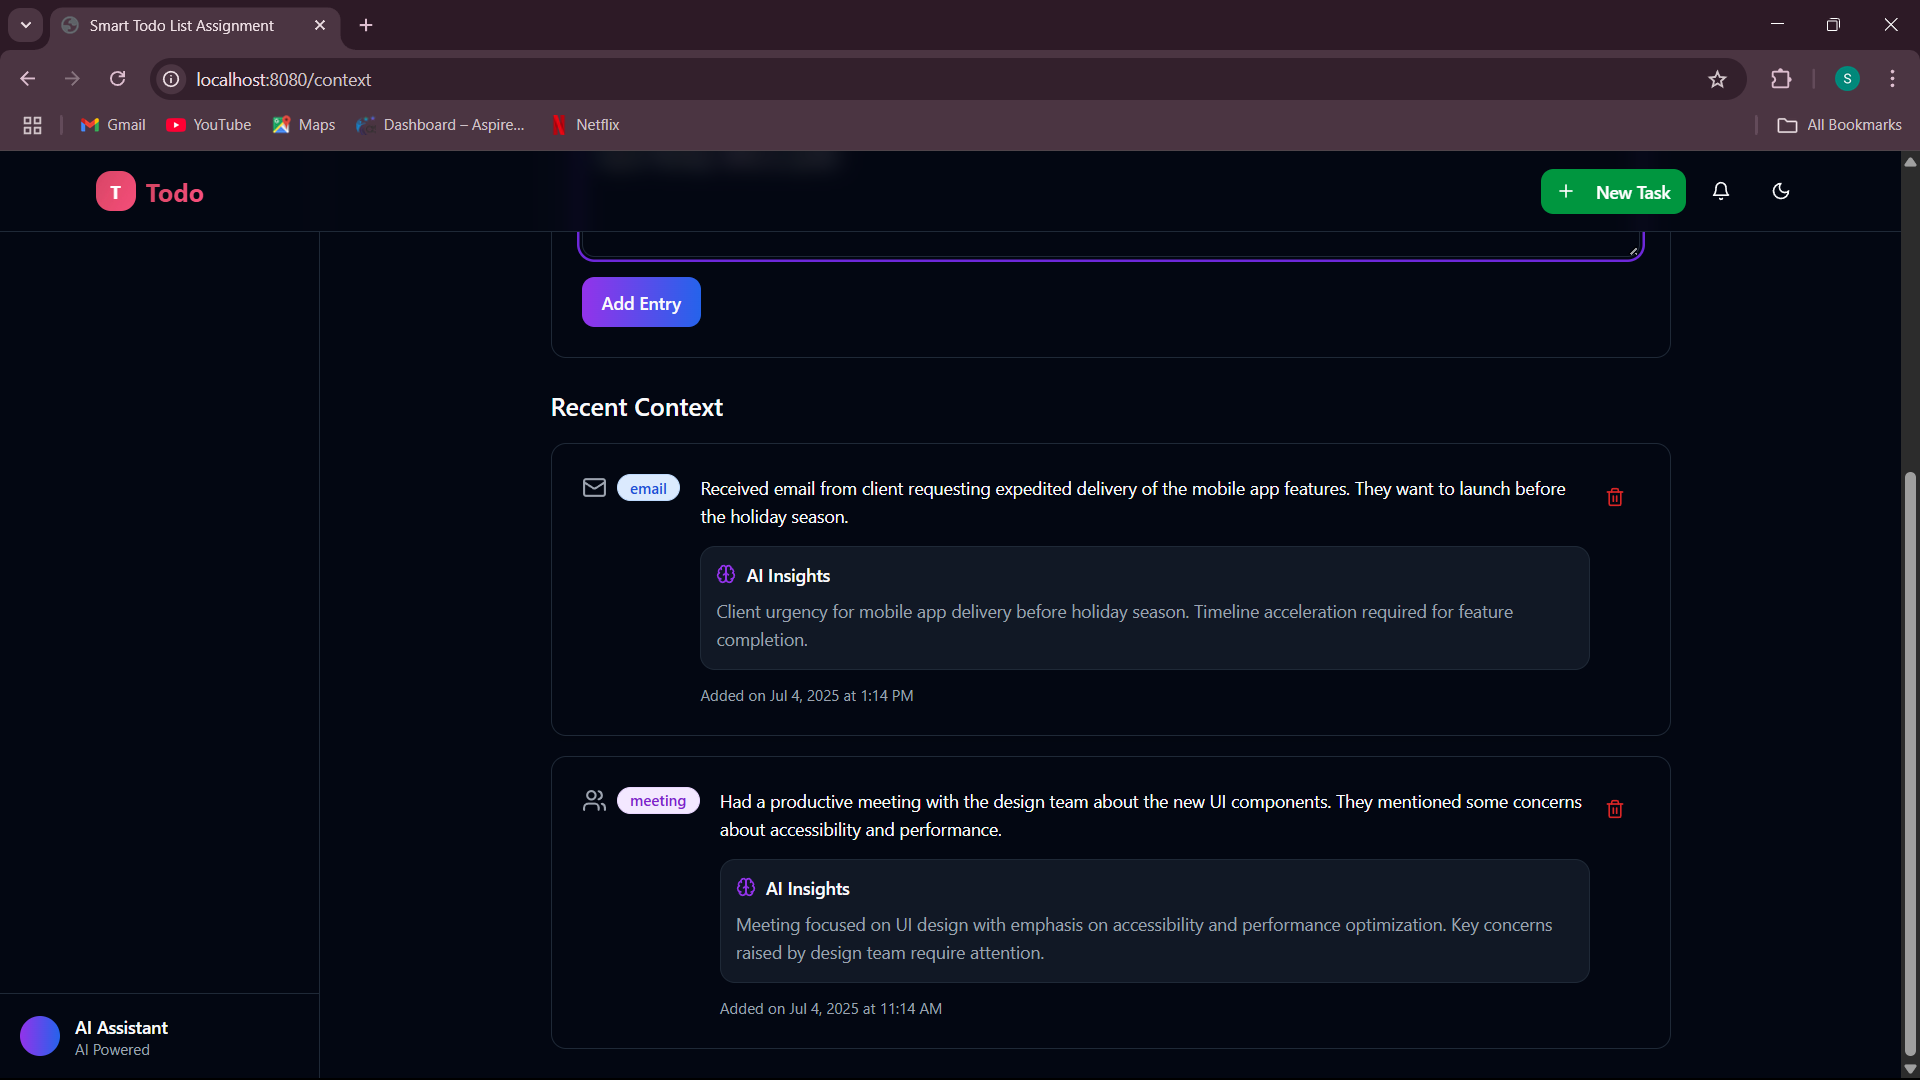 Smart Todo List Assignment
localhost:8080/context
S
Gmail
YouTube
Maps
Dashboard – Aspire...
Netflix
All Bookmarks
T
Todo
New Task
Add Entry
Recent Context
email
Received email from client requesting expedited delivery of the mobile app features. They want to launch before
the holiday season.
AI Insights
Client urgency for mobile app delivery before holiday season. Timeline acceleration required for feature
completion.
Added on Jul 4, 2025 at 1:14 PM
meeting
Had a productive meeting with the design team about the new UI components. They mentioned some concerns
about accessibility and performance.
AI Insights
Meeting focused on UI design with emphasis on accessibility and performance optimization. Key concerns
raised by design team require attention.
Added on Jul 4, 2025 at 11:14 AM
AI Assistant
AI Powered